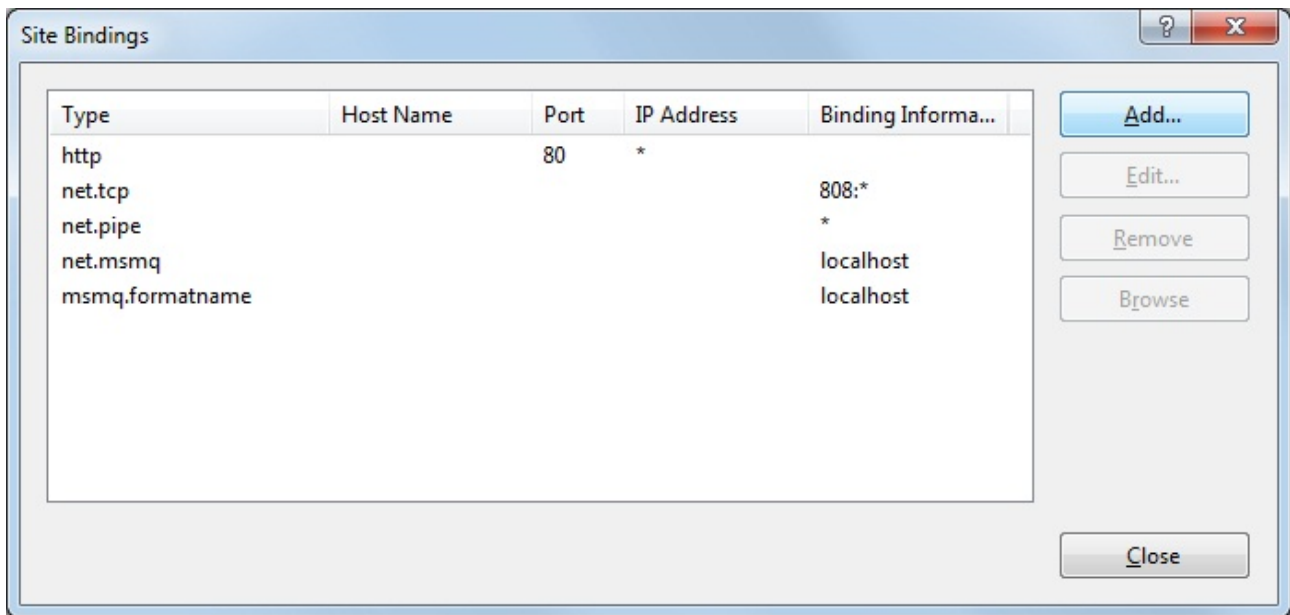 Site Bindings
Type Host Name Port IP Address Binding Informa...
http 80 *
net.tcp 808:*
net.pipe *
net.msmq localhost
msmq.formatname localhost
Add...
Edit...
Remove
Browse
Close